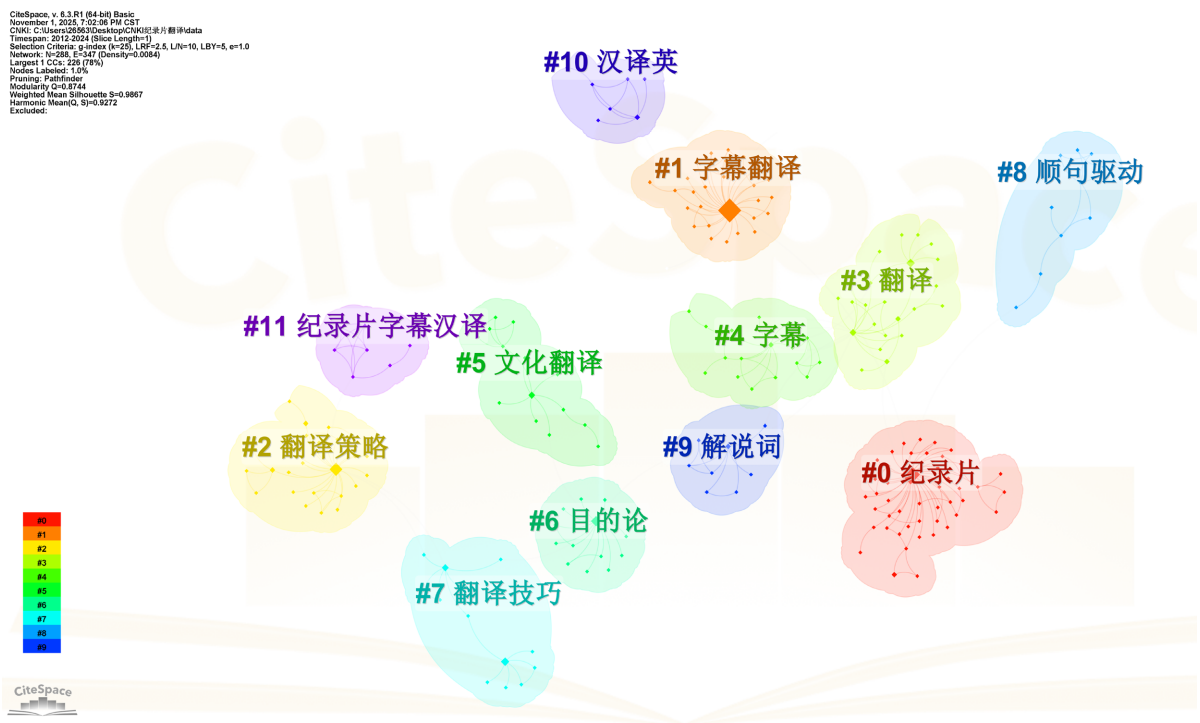 CiteSpace, v. 6.3.R1 (64-bit) Basic
November 1, 2025, 7:02:06 PM CST
CNKI: C:\Users\26563\Desktop\CNKI纪录片翻译\data
Timespan: 2012-2024 (Slice Length=1)
Selection Criteria: g-index (k=25), LRF=2.5, L/N=10, LBY=5, e=1.0
Network: N=288, E=347 (Density=0.0084)
Largest 1 CCs: 226 (78%)
Nodes Labeled: 1.0%
Pruning: Pathfinder
Modularity Q=0.8744
Weighted Mean Silhouette S=0.9867
Harmonic Mean(Q, S)=0.9272
Excluded:
#10 汉译英
#1 字幕翻译
#8 顺句驱动
#3 翻译
#11 纪录片字幕汉译
#4 字幕
#5 文化翻译
#2 翻译策略
#9 解说词
#0 纪录片
#6 目的论
#7 翻译技巧
#0
#1
#2
#3
#4
#5
#6
#7
#8
#9
CiteSpace
CiteSpace